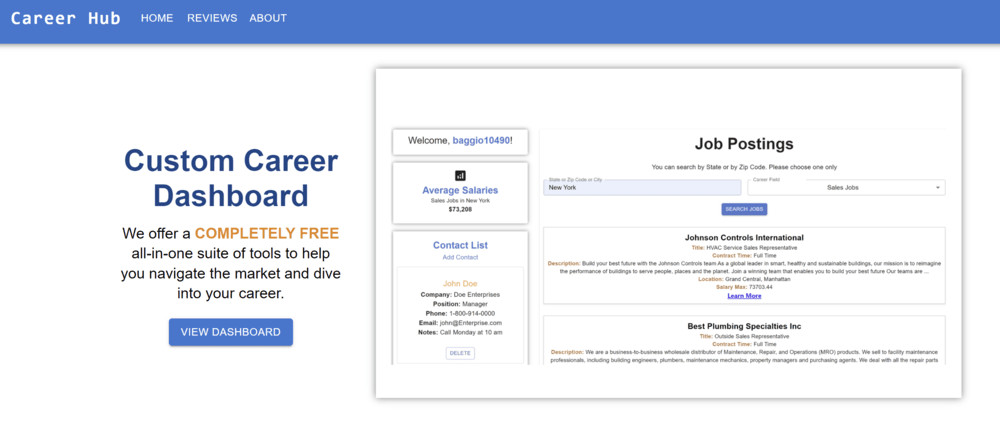 Career Hub
HOME
REVIEWS
ABOUT
Custom Career
Dashboard
We offer a COMPLETELY FREE
all-in-one suite of tools to help
you navigate the market and dive
into your career.
VIEW DASHBOARD
Welcome, baggio10490!
Average Salaries
Sales Jobs in New York
$73,208
Contact List
Add Contact
John Doe
Company: Doe Enterprises
Position: Manager
Phone: 1-800-914-0000
Email: john@Enterprise.com
Notes: Call Monday at 10 am
DELETE
Job Postings
You can search by State or by Zip Code. Please choose one only
State or Zip Code or City
New York
Career Field
Sales Jobs
SEARCH JOBS
Johnson Controls International
Title: HVAC Service Sales Representative
Contract Time: Full Time
Description: Build your best future with the Johnson Controls team As a global leader in smart, healthy and sustainable buildings, our mission is to reimagine
the performance of buildings to serve people, places and the planet. Join a winning team that enables you to build your best future Our teams are ...
Location: Grand Central, Manhattan
Salary Max: 73703.44
Learn More
Best Plumbing Specialties Inc
Title: Outside Sales Representative
Contract Time: Full Time
Description: We are a business-to-business wholesale distributor of Maintenance, Repair, and Operations (MRO) products. We sell to facility maintenance
professionals, including building engineers, plumbers, maintenance mechanics, property managers and purchasing agents. We deal with all the repair parts